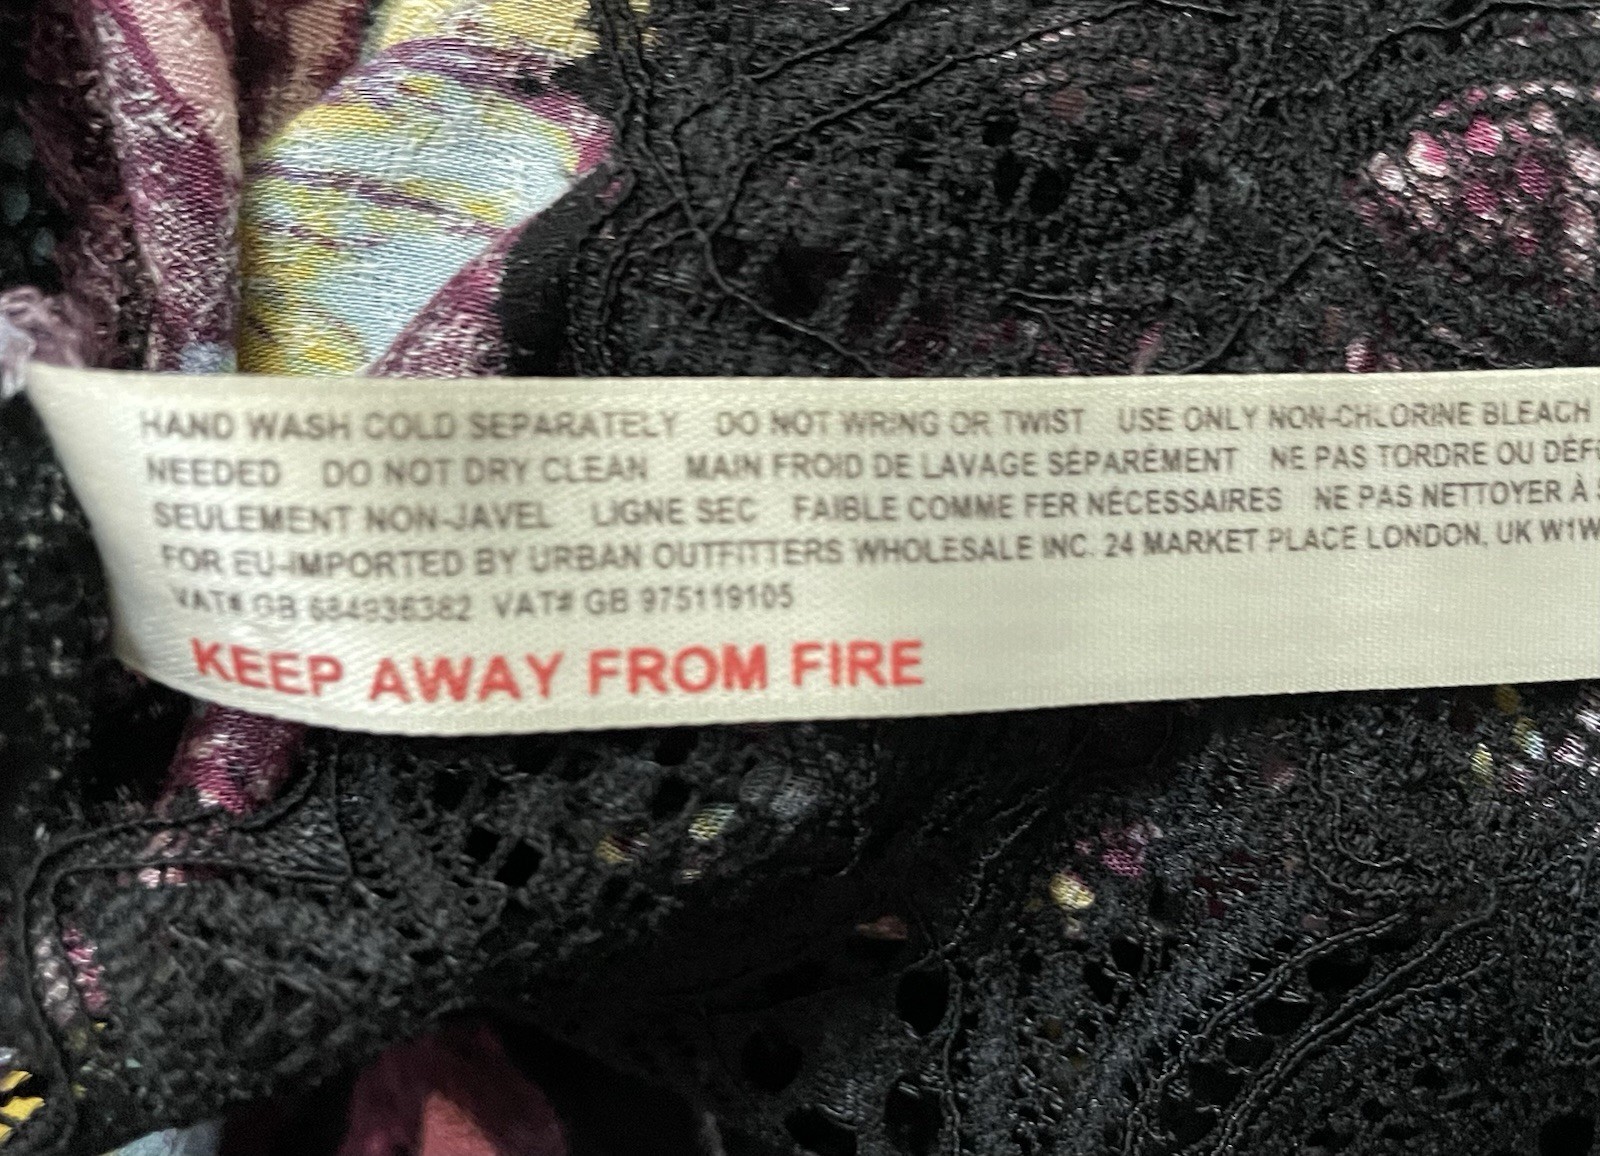 HAND WASH COLD SEPARATELY DO NOT WRING OR TWIST USE ONLY NON-CHLORINE BLEACH
NEEDED DO NOT DRY CLEAN MAIN FROID DE LAVAGE SÉPARÉMENT NE PAS TORDRE OU
SEULEMENT NON-JAVEL LIGNE SEC FAIBLE COMME FER NÉCESSAIRES NE PAS NETTOYER À
FOR EU-IMPORTED BY URBAN OUTFITTERS WHOLESALE INC. 24 MARKET PLACE LONDON, UK W1W
VAT# GB 684936382 VAT# GB 975119105
KEEP AWAY FROM FIRE